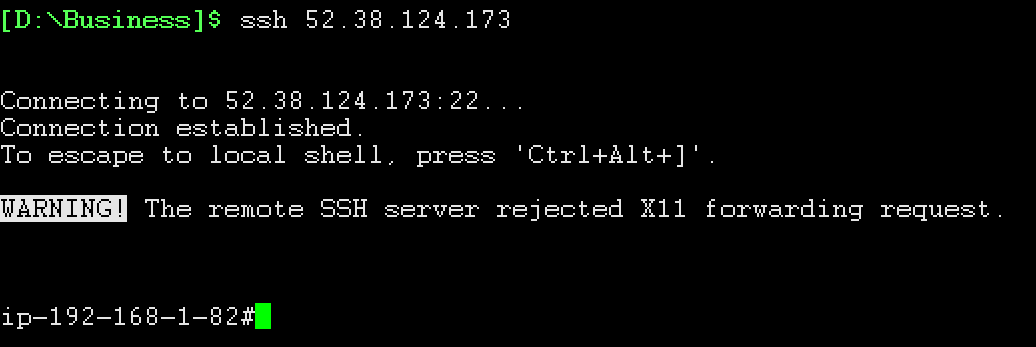 [D:\Business]$ ssh 52.38.124.173
Connecting to 52.38.124.173:22...
Connection established.
To escape to local shell, press 'Ctrl+Alt+]'.
WARNING! The remote SSH server rejected X11 forwarding request.
ip-192-168-1-82#